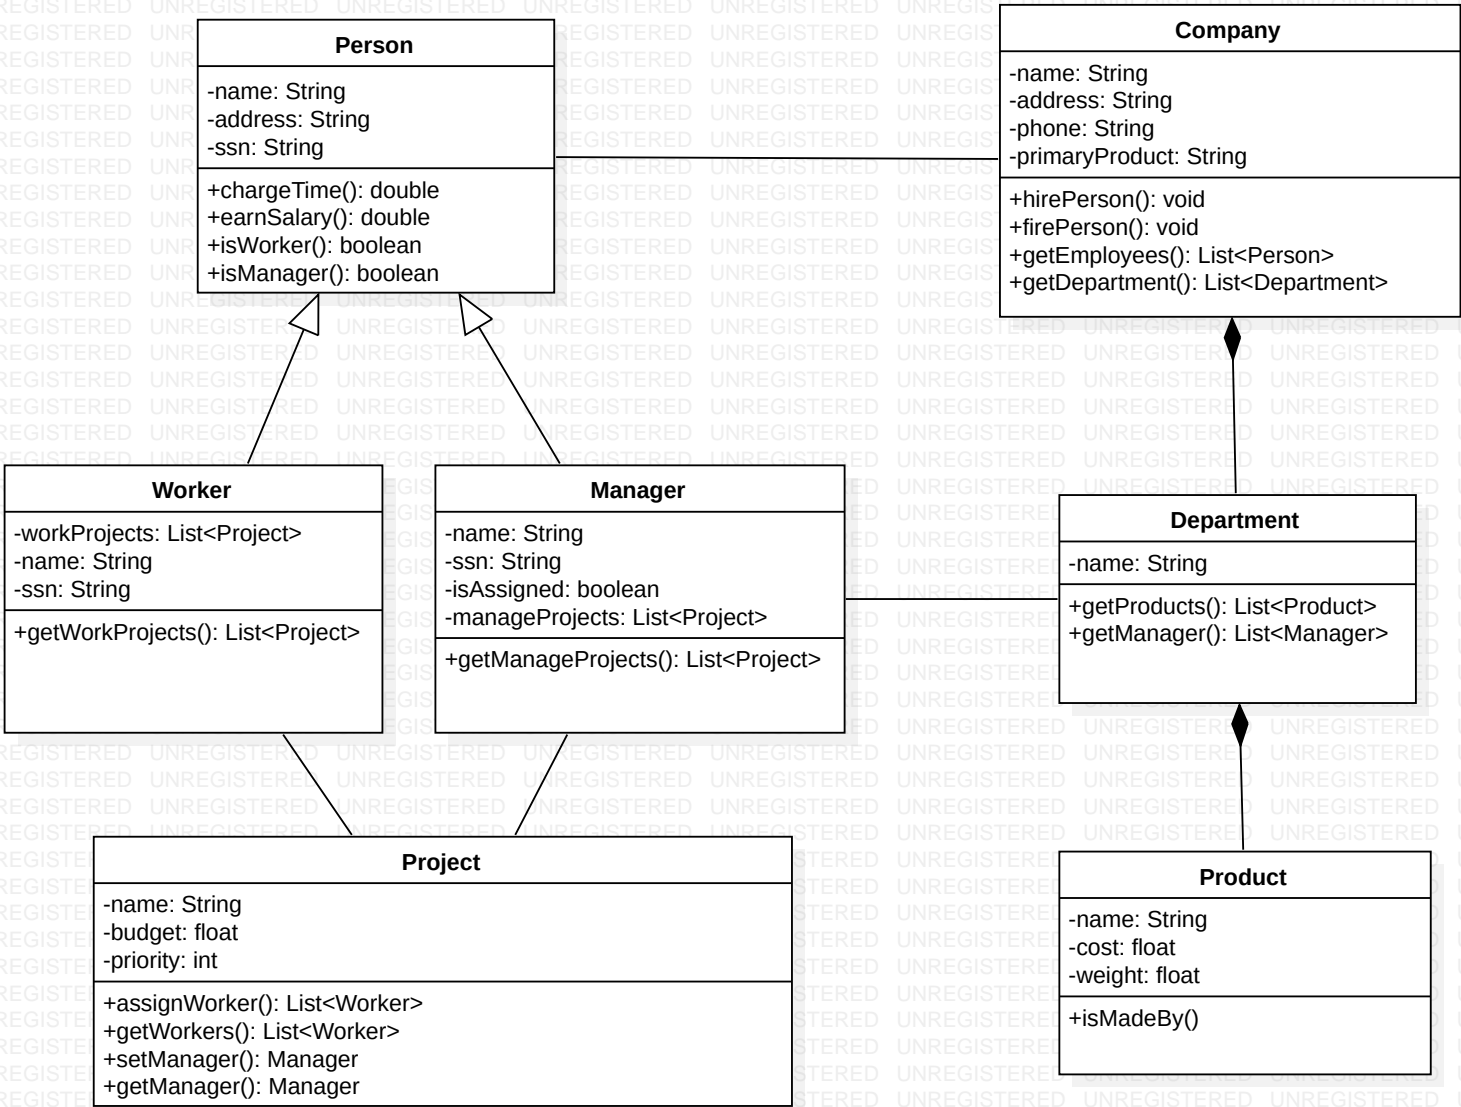 Person
-name: String
-address: String
-ssn: String
+chargeTime(): double
+earnSalary(): double
+isWorker(): boolean
+isManager(): boolean
Company
-name: String
-address: String
-phone: String
-primaryProduct: String
+hirePerson(): void
+firePerson(): void
+getEmployees(): List<Person>
+getDepartment(): List<Department>
Worker
-workProjects: List<Project>
-name: String
-ssn: String
+getWorkProjects(): List<Project>
Manager
-name: String
-ssn: String
-isAssigned: boolean
-manageProjects: List<Project>
+getManageProjects(): List<Project>
Department
-name: String
+getProducts(): List<Product>
+getManager(): List<Manager>
Project
-name: String
-budget: float
-priority: int
+assignWorker(): List<Worker>
+getWorkers(): List<Worker>
+setManager(): Manager
+getManager(): Manager
Product
-name: String
-cost: float
-weight: float
+isMadeBy()
UNREGISTERED